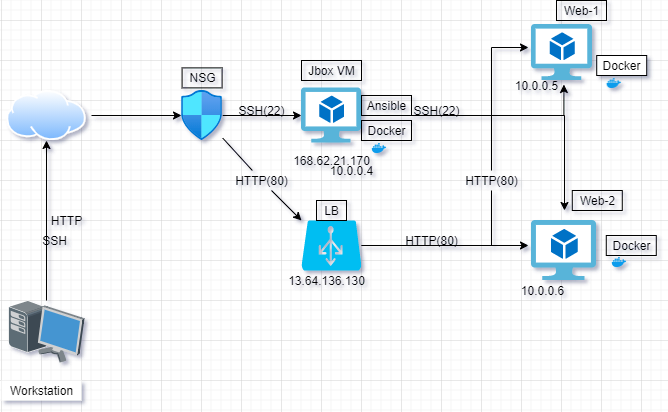 Web-1
NSG
Jbox VM
Docker
10.0.0.5
SSH(22)
Ansible
SSH(22)
Docker
168.62.21.170
10.0.0.4
HTTP(80)
HTTP(80)
Web-2
LB
HTTP
SSH
HTTP(80)
Docker
13.64.136.130
10.0.0.6
Workstation